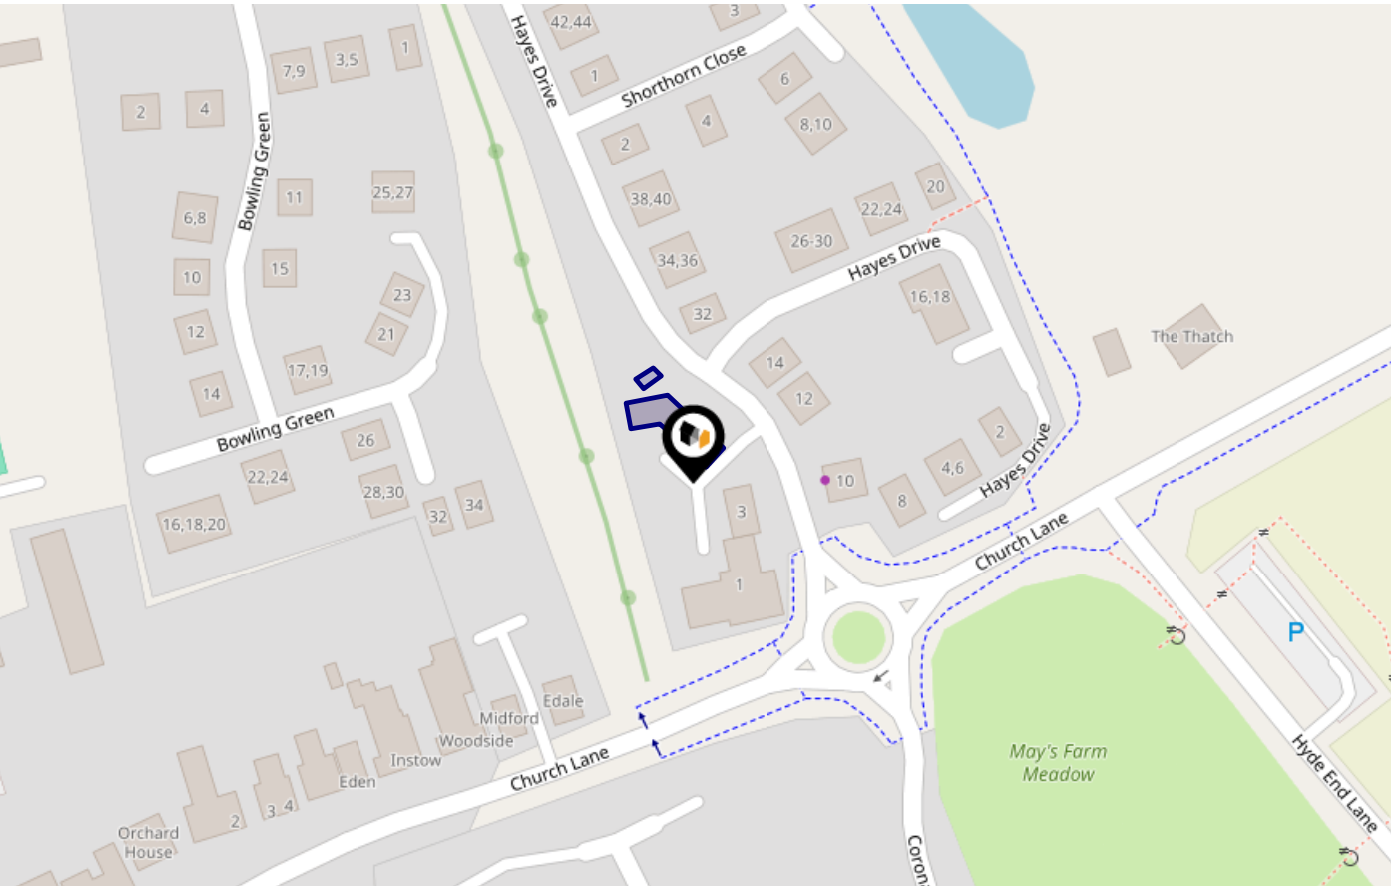 42,44
3
Hayes Drive
1
3,5
7,9
1
Shorthorn Close
6
2
4
4
8,10
Bowling Green
2
25,27
11
38,40
20
6,8
22,24
26-30
Hayes Drive
34,36
15
10
23
16,18
32
12
21
The Thatch
14
17,19
14
12
Bowling Green
2
26
Hayes Drive
4,6
22,24
10
28,30
8
34
3
32
16,18,20
Church Lane
1
P
Edale
Midford
Woodside
May's Farm
Meadow
Instow
Church Lane
Eden
Hyde End Lane
4
3
2
Orchard
House
Corona